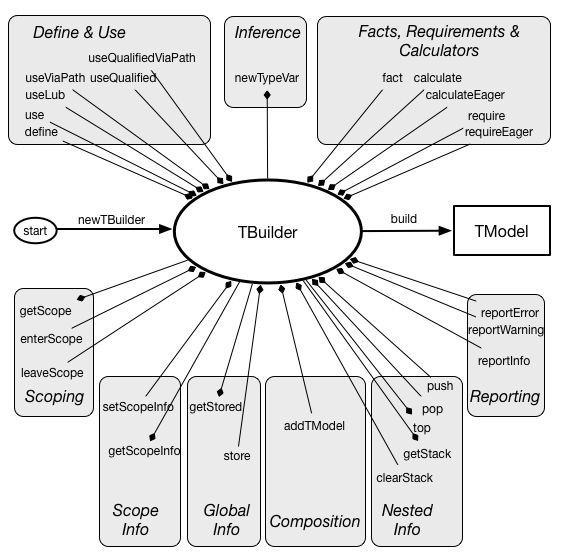 Define & Use
useQualifiedViaPath
useViaPath useQualified
useLub
use
define
Inference
newTypeVar
Facts, Requirements &
Calculators
fact calculate
calculateEager
require
requireEager
start
newTBuilder
TBuilder
build
TModel
getScope
enterScope
leaveScope
Scoping
setScopeInfo
getScopeInfo
Scope
Info
getStored
store
Global
Info
addTModel
Composition
push
pop
top
getStack
clearStack
Nested
Info
reportError
reportWarning
reportInfo
Reporting